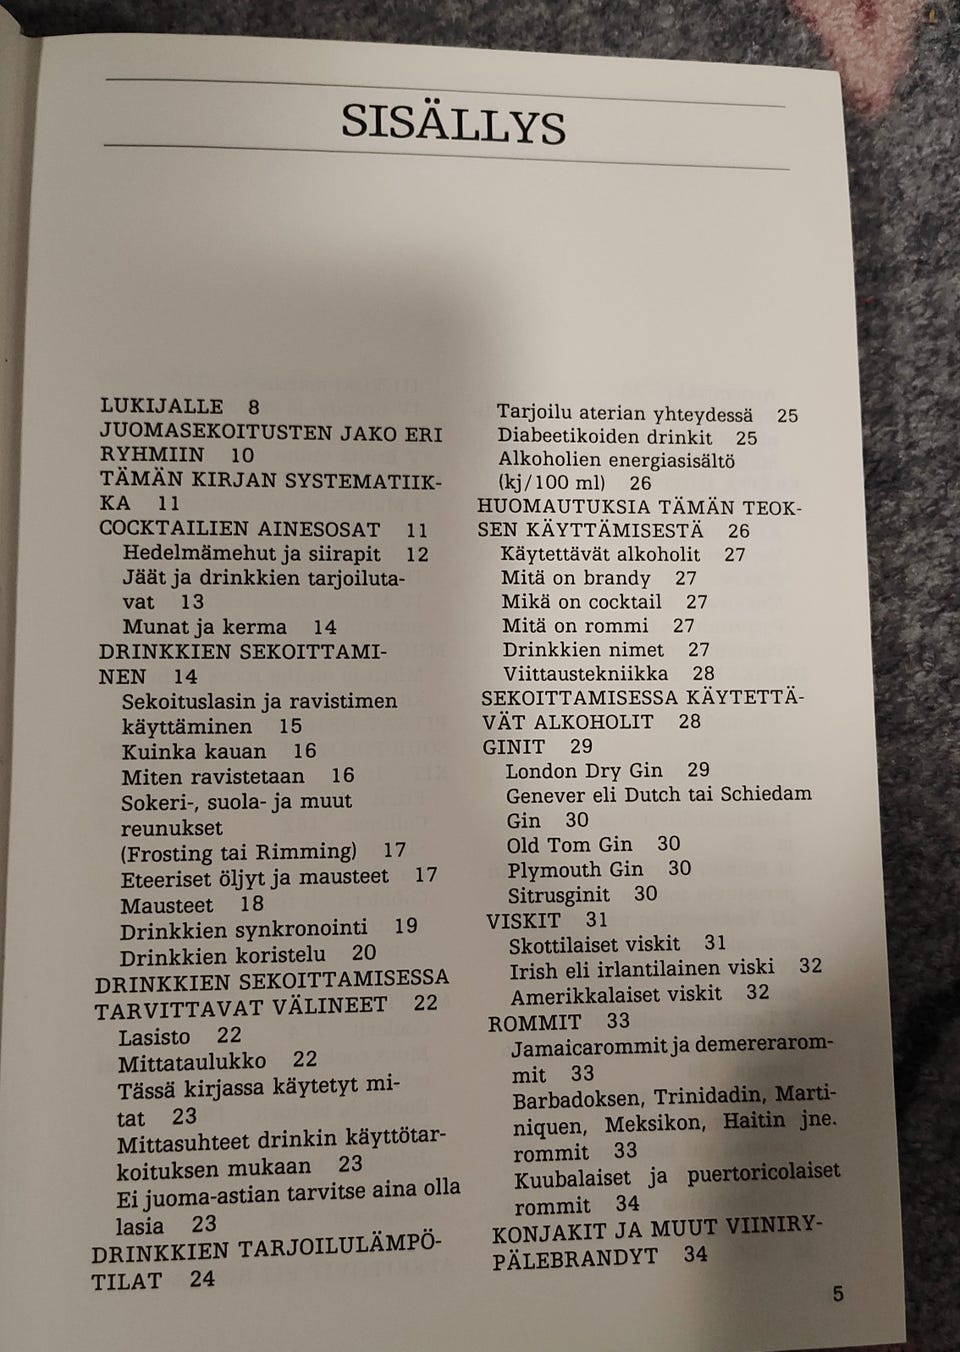 SISÄLLYS
LUKIJALLE 8
JUOMASEKOITUSTEN JAKO ERI
RYHMIIN 10
TÄMÄN KIRJAN SYSTEMATIIK-
KA 11
COCKTAILIEN AINESOSAT 11
Hedelmämehut ja siirapit 12
Jäät ja drinkkien tarjoiluta-
vat 13
Munat ja kerma 14
DRINKKIEN SEKOITTAMI-
NEN 14
Sekoituslasin ja ravistimen
käyttäminen 15
Kuinka kauan 16
Miten ravistetaan 16
Sokeri-, suola- ja muut
reunukset
(Frosting tai Rimming) 17
Eteeriset öljyt ja mausteet 17
Mausteet 18
Drinkkien synkronointi 19
Drinkkien koristelu 20
DRINKKIEN SEKOITTAMISESSA
TARVITTAVAT VÄLINEET 22
Lasisto 22
Mittataulukko 22
Tässä kirjassa käytetyt mi-
tat 23
Mittasuhteet drinkin käyttötar-
koituksen mukaan 23
Ei juoma-astian tarvitse aina olla
lasia 23
DRINKKIEN TARJOILULÄMPÖ-
TILAT 24
Tarjoilu aterian yhteydessä 25
Diabeetikoiden drinkit 25
Alkoholien energiasisältö
(kj/100 ml) 26
HUOMAUTUKSIA TÄMÄN TEOK-
SEN KÄYTTÄMISESTÄ 26
Käytettävät alkoholit 27
Mitä on brandy 27
Mikä on cocktail 27
Mitä on rommi 27
Drinkkien nimet 27
Viittaustekniikka 28
SEKOITTAMISESSA KÄYTETTÄ-
VÄT ALKOHOLIT 28
GINIT 29
London Dry Gin 29
Genever eli Dutch tai Schiedam
Gin 30
Old Tom Gin 30
Plymouth Gin 30
Sitrusginit 30
VISKIT 31
Skottilaiset viskit 31
Irish eli irlantilainen viski 32
Amerikkalaiset viskit 32
ROMMIT 33
Jamaicarommit ja demererarom-
mit 33
Barbadoksen, Trinidadin, Marti-
niquen, Meksikon, Haitin jne.
rommit 33
Kuubalaiset ja puertoricolaiset
rommit 34
KONJAKIT JA MUUT VIINIRY-
PÄLEBRANDYT 34
5